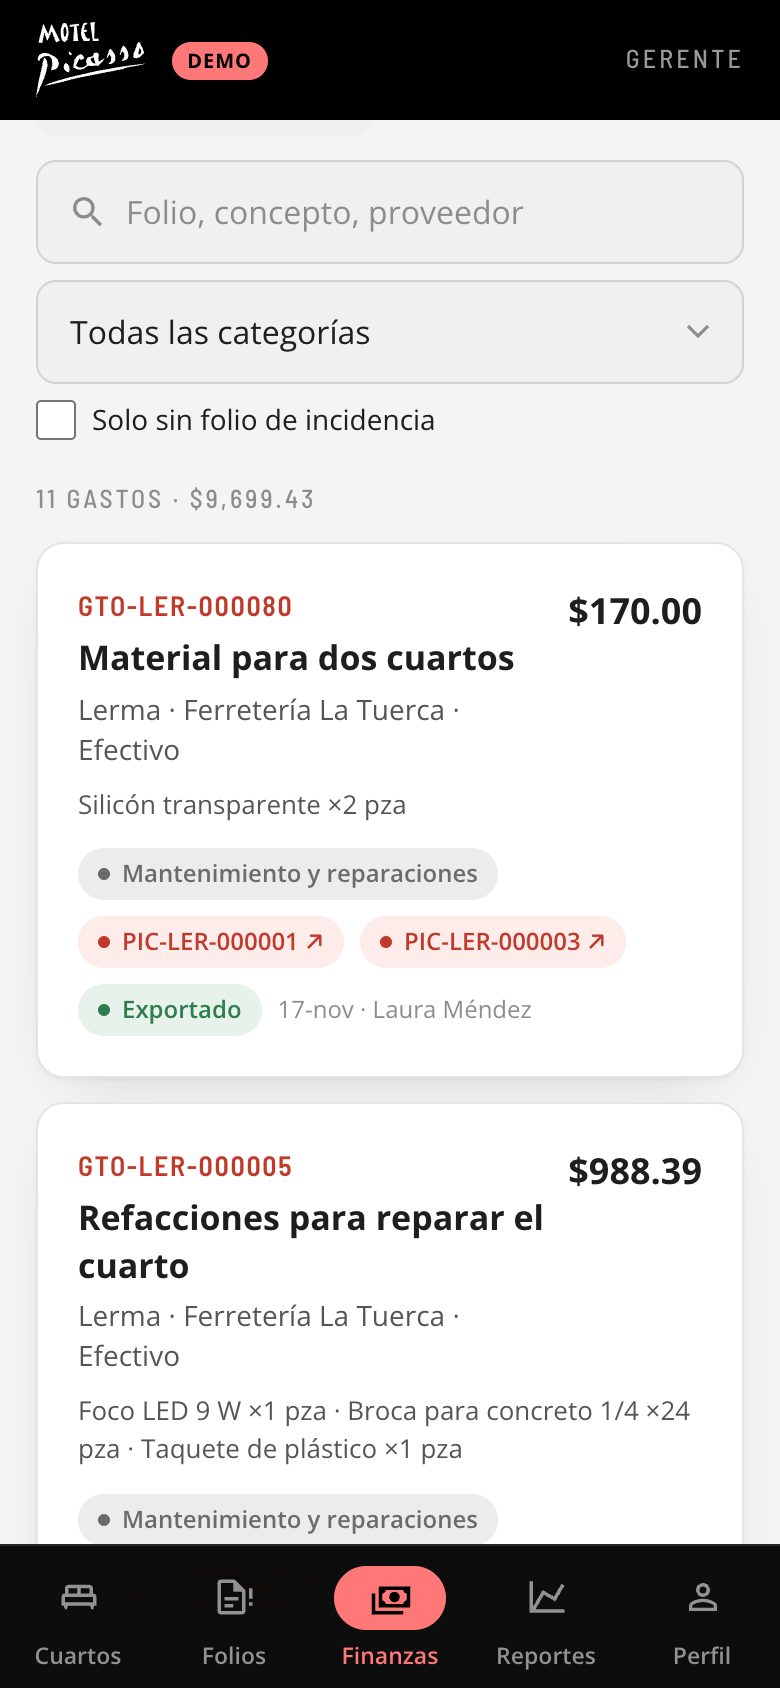 MOTEL
Picasso
DEMO
GERENTE
Folio, concepto, proveedor
Todas las categorías
Solo sin folio de incidencia
11 GASTOS · $9,699.43
GTO-LER-000080
$170.00
Material para dos cuartos
Lerma · Ferretería La Tuerca ·
Efectivo
Silicón transparente ×2 pza
Mantenimiento y reparaciones
PIC-LER-000001 ↗ PIC-LER-000003 ↗
Exportado 17-nov · Laura Méndez
GTO-LER-000005
$988.39
Refacciones para reparar el
cuarto
Lerma · Ferretería La Tuerca ·
Efectivo
Foco LED 9 W ×1 pza · Broca para concreto 1/4 ×24
pza · Taquete de plástico ×1 pza
Mantenimiento y reparaciones
Cuartos Folios Finanzas Reportes Perfil